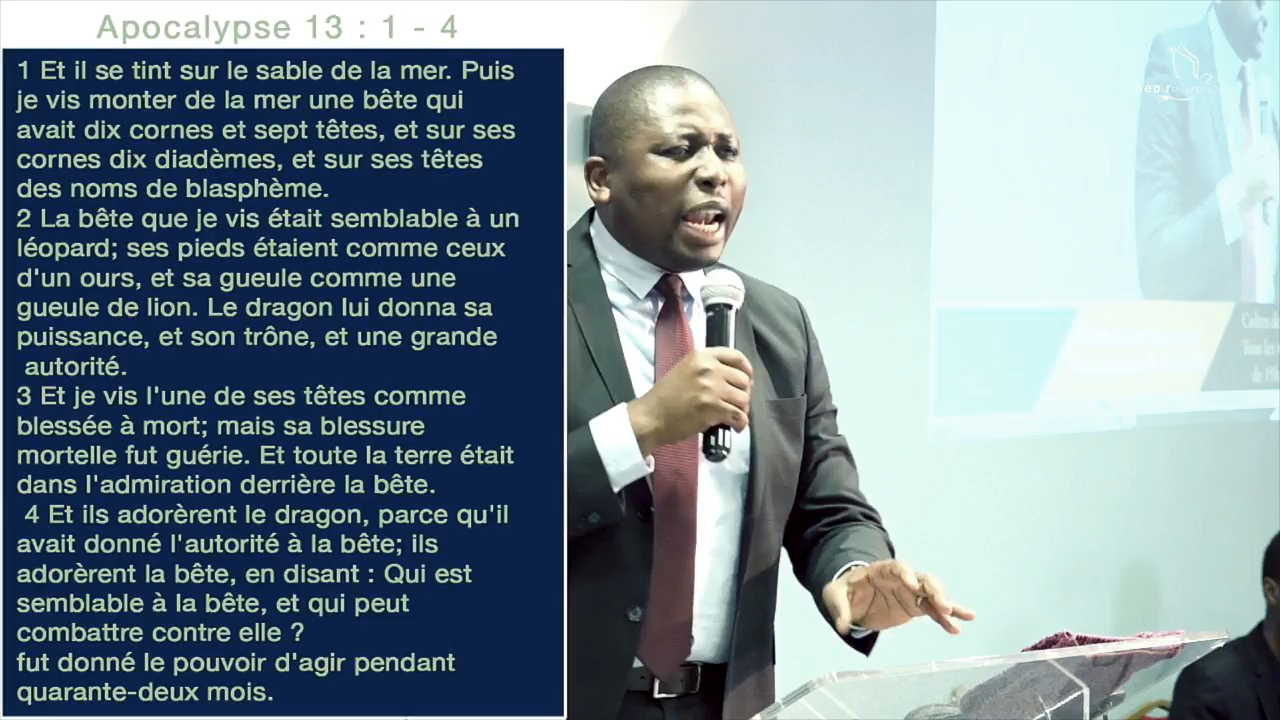 Apocalypse 13 : 1 - 4
1 Et il se tint sur le sable de la mer. Puis
je vis monter de la mer une bête qui
avait dix cornes et sept têtes, et sur ses
cornes dix diadèmes, et sur ses têtes
des noms de blasphème.
2 La bête que je vis était semblable à un
léopard; ses pieds étaient comme ceux
d'un ours, et sa gueule comme une
gueule de lion. Le dragon lui donna sa
puissance, et son trône, et une grande
autorité.
3 Et je vis l'une de ses têtes comme
blessée à mort; mais sa blessure
mortelle fut guérie. Et toute la terre était
dans l'admiration derrière la bête.
4 Et ils adorèrent le dragon, parce qu'il
avait donné l'autorité à la bête; ils
adorèrent la bête, en disant : Qui est
semblable à la bête, et qui peut
combattre contre elle ?
fut donné le pouvoir d'agir pendant
quarante-deux mois.
Tous les